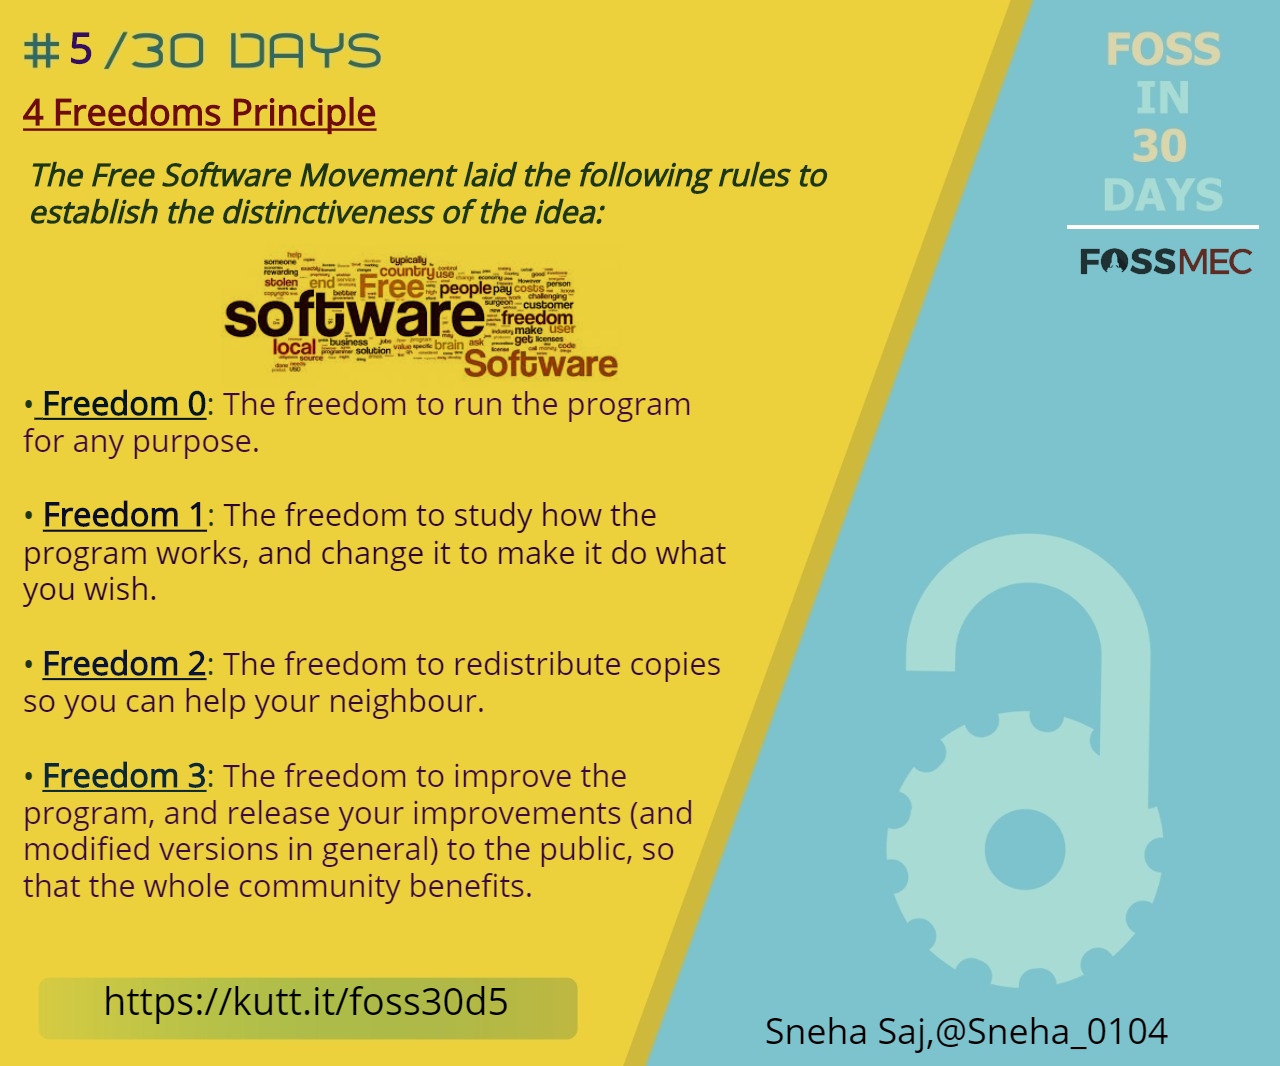 # 5 /30 DAYS
4 Freedoms Principle
The Free Software Movement laid the following rules to
establish the distinctiveness of the idea:
help
someone
typically
rewarding
country use
stolen
end
Free
people pay costs
person
better
copyright
challenging
surgeon
customer
software
freedom
make user
business
get licenses
local
solution
brain
ask
source
Software
• Freedom 0: The freedom to run the program
for any purpose.
• Freedom 1: The freedom to study how the
program works, and change it to make it do what
you wish.
• Freedom 2: The freedom to redistribute copies
so you can help your neighbour.
• Freedom 3: The freedom to improve the
program, and release your improvements (and
modified versions in general) to the public, so
that the whole community benefits.
https://kutt.it/foss30d5
FOSS
IN
30
DAYS
FOSSMEC
Sneha Saj,@Sneha_0104